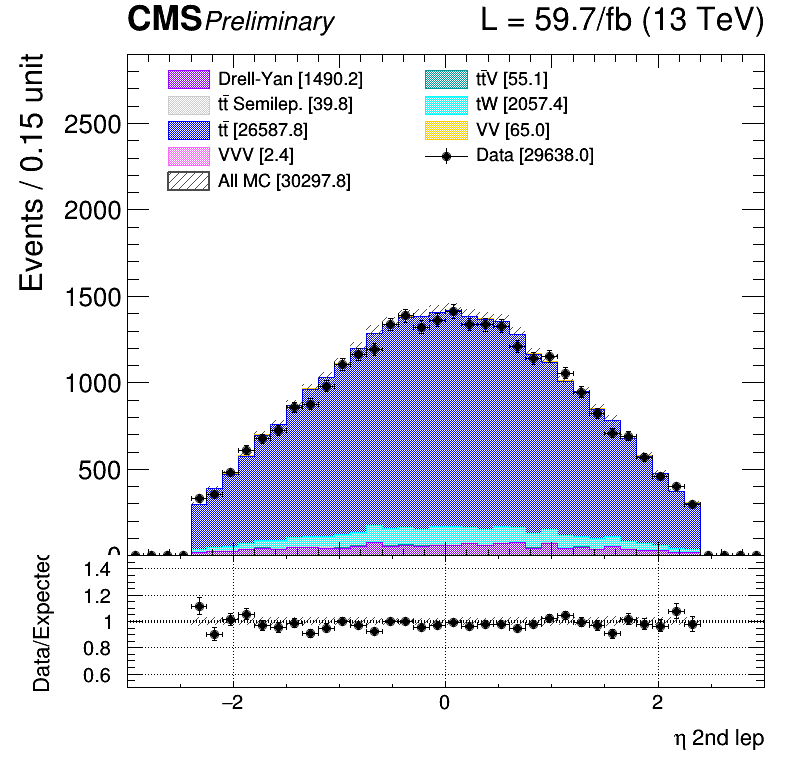 CMS Preliminary L = 59.7/fb (13 TeV)
Events / 0.15 unit
Drell-Yan [1490.2]
tt̄ Semilep. [39.8]
tt̄ [26587.8]
VVV [2.4]
All MC [30297.8]
tt̄V [55.1]
tW [2057.4]
VV [65.0]
Data [29638.0]
2500
2000
1500
1000
500
0
Data/Expected
1.4
1.2
1
0.8
0.6
−2 0 2
η 2nd lep